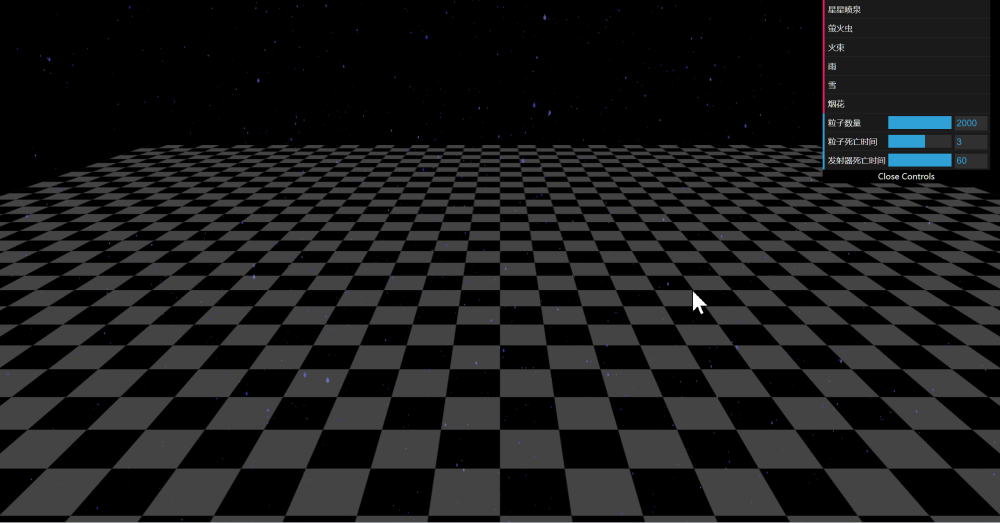 星星喷泉
萤火虫
火束
雨
雪
烟花
粒子数量 2000
粒子死亡时间 3
发射器死亡时间 60
Close Controls